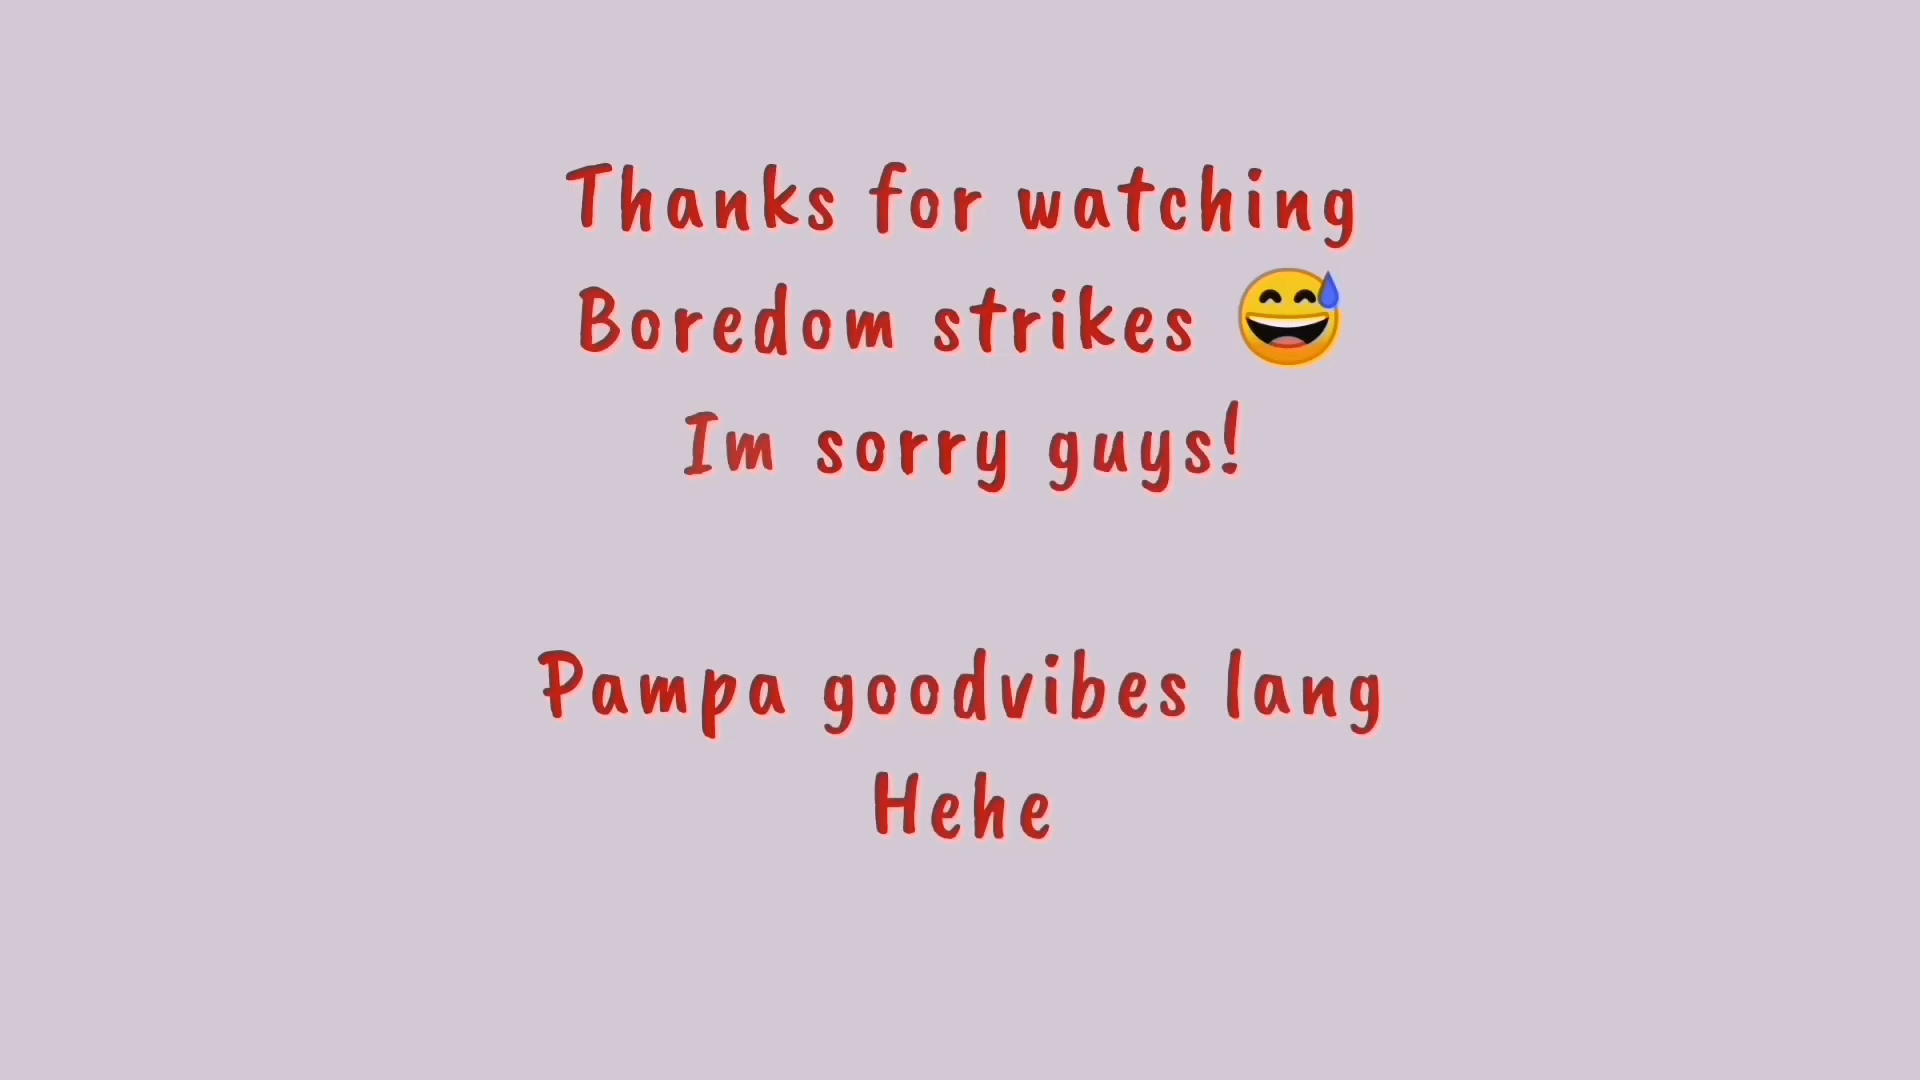 Thanks for watching
Boredom strikes 😅
Im sorry guys!
Pampa goodvibes lang
Hehe